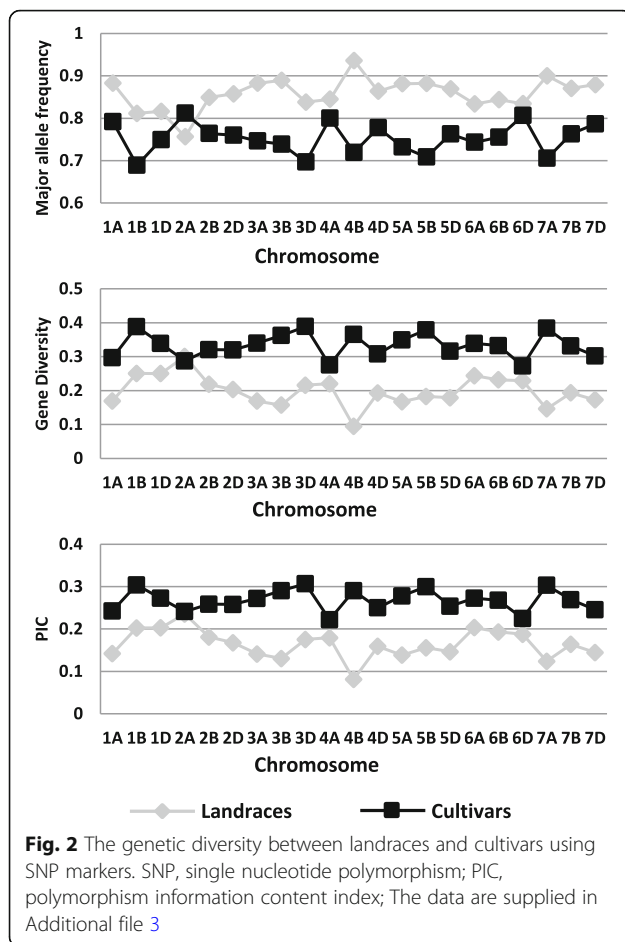 1
0.9
0.8
0.7
0.6
Major allele frequency
1A 1B 1D 2A 2B 2D 3A 3B 3D 4A 4B 4D 5A 5B 5D 6A 6B 6D 7A 7B 7D
Chromosome
0.5
0.4
0.3
0.2
0.1
0
Gene Diversity
1A 1B 1D 2A 2B 2D 3A 3B 3D 4A 4B 4D 5A 5B 5D 6A 6B 6D 7A 7B 7D
Chromosome
0.4
0.3
0.2
0.1
0
PIC
1A 1B 1D 2A 2B 2D 3A 3B 3D 4A 4B 4D 5A 5B 5D 6A 6B 6D 7A 7B 7D
Chromosome
Landraces Cultivars
Fig. 2 The genetic diversity between landraces and cultivars using
SNP markers. SNP, single nucleotide polymorphism; PIC,
polymorphism information content index; The data are supplied in
Additional file 3